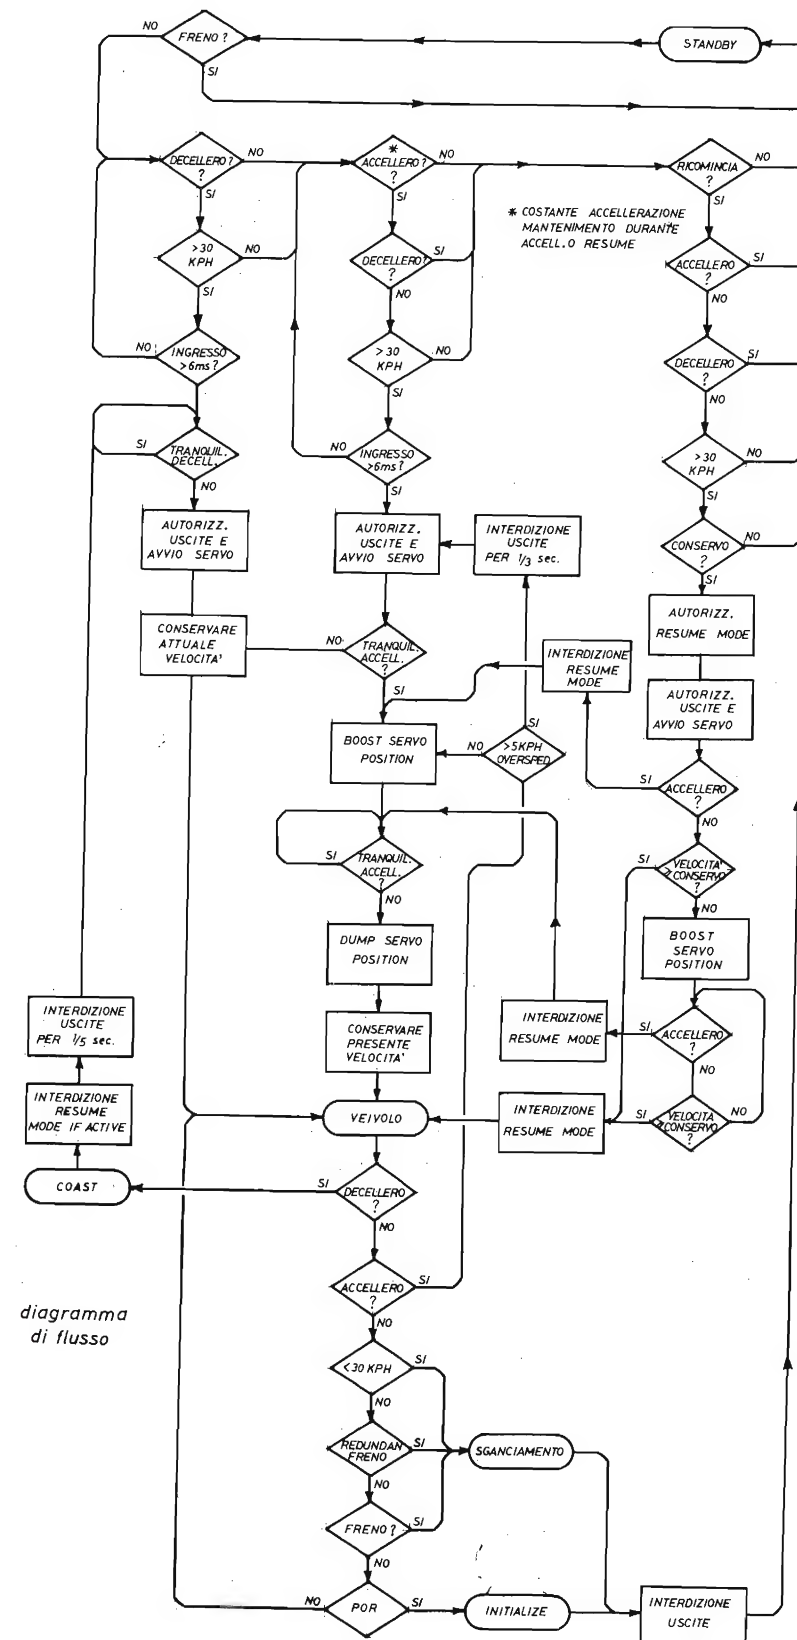 NO
FRENO ?
SI
STANDBY
DECELLERO?
?
NO
SI
*
ACCELLERO?
?
NO
SI
RICOMINCIA
?
NO
SI
* COSTANTE ACCELLERAZIONE
MANTENIMENTO DURANTE
ACCELL.O RESUME
>30
KPH
NO
SI
DECELLERO?
?
SI
NO
ACCELLERO
?
SI
NO
NO
INGRESSO
>6ms?
>30
KPH
NO
SI
DECELLERO
?
SI
NO
SI
TRANQUIL.
DECELL.
NO
NO
INGRESSO
>6ms?
SI
>30
KPH
NO
SI
AUTORIZZ.
USCITE E
AVVIO SERVO
AUTORIZZ.
USCITE E
AVVIO SERVO
INTERDIZIONE
USCITE
PER 1/3 sec.
CONSERVO
?
NO
SI
CONSERVARE
ATTUALE
VELOCITA'
NO
TRANQUIL.
ACCELL.
?
SI
INTERDIZIONE
RESUME
MODE
AUTORIZZ.
RESUME MODE
AUTORIZZ.
USCITE E
AVVIO SERVO
BOOST SERVO
POSITION
NO
SI
>5KPH
OVERSPED
SI
ACCELLERO
?
NO
SI
TRANQUIL.
ACCELL.
?
NO
SI
VELOCITA'
>CONSERVO
?
NO
DUMP SERVO
POSITION
BOOST
SERVO
POSITION
INTERDIZIONE
USCITE
PER 1/5 sec.
CONSERVARE
PRESENTE
VELOCITA'
INTERDIZIONE
RESUME MODE
SI
ACCELLERO
?
NO
INTERDIZIONE
RESUME
MODE IF ACTIVE
VEIVOLO
INTERDIZIONE
RESUME MODE
SI
VELOCITA
>CONSERVO
?
NO
COAST
SI
DECELLERO
?
NO
ACCELLERO
?
SI
NO
diagramma
di flusso
<30 KPH
SI
NO
REDUNDAN
FRENO
SI
NO
SGANCIAMENTO
FRENO ?
SI
NO
NO
POR
SI
INITIALIZE
INTERDIZIONE
USCITE